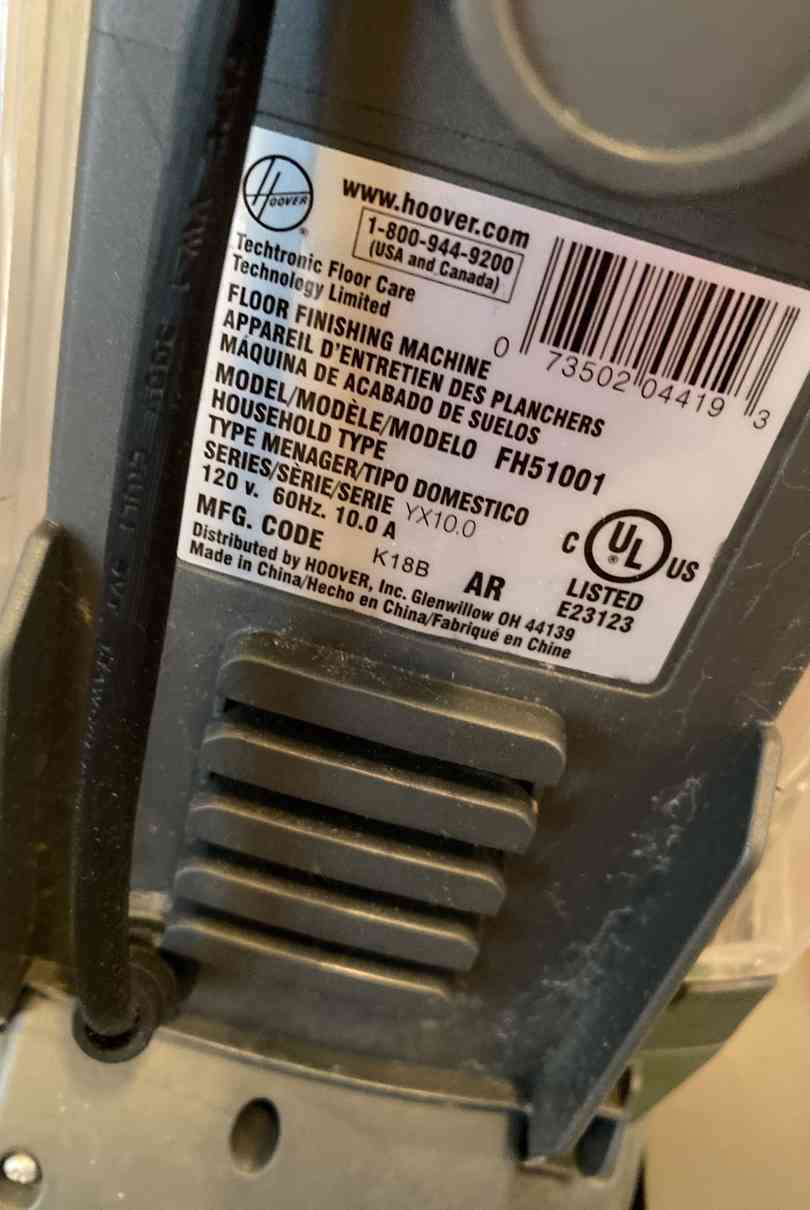 HOOVER
®
www.hoover.com
1-800-944-9200
(USA and Canada)
Techtronic Floor Care
Technology Limited
FLOOR FINISHING MACHINE
APPAREIL D'ENTRETIEN DES PLANCHERS
MÁQUINA DE ACABADO DE SUELOS
MODEL/MODÈLE/MODELO FH51001
HOUSEHOLD TYPE
TYPE MENAGER/TIPO DOMESTICO
SERIES/SÈRIE/SERIE YX10.0
120 v. 60Hz. 10.0 A
MFG. CODE K18B AR
Distributed by HOOVER, Inc. Glenwillow OH 44139
Made in China/Hecho en China/Fabriqué en Chine
0 73502 04419 3
C UL US
®
LISTED
E23123